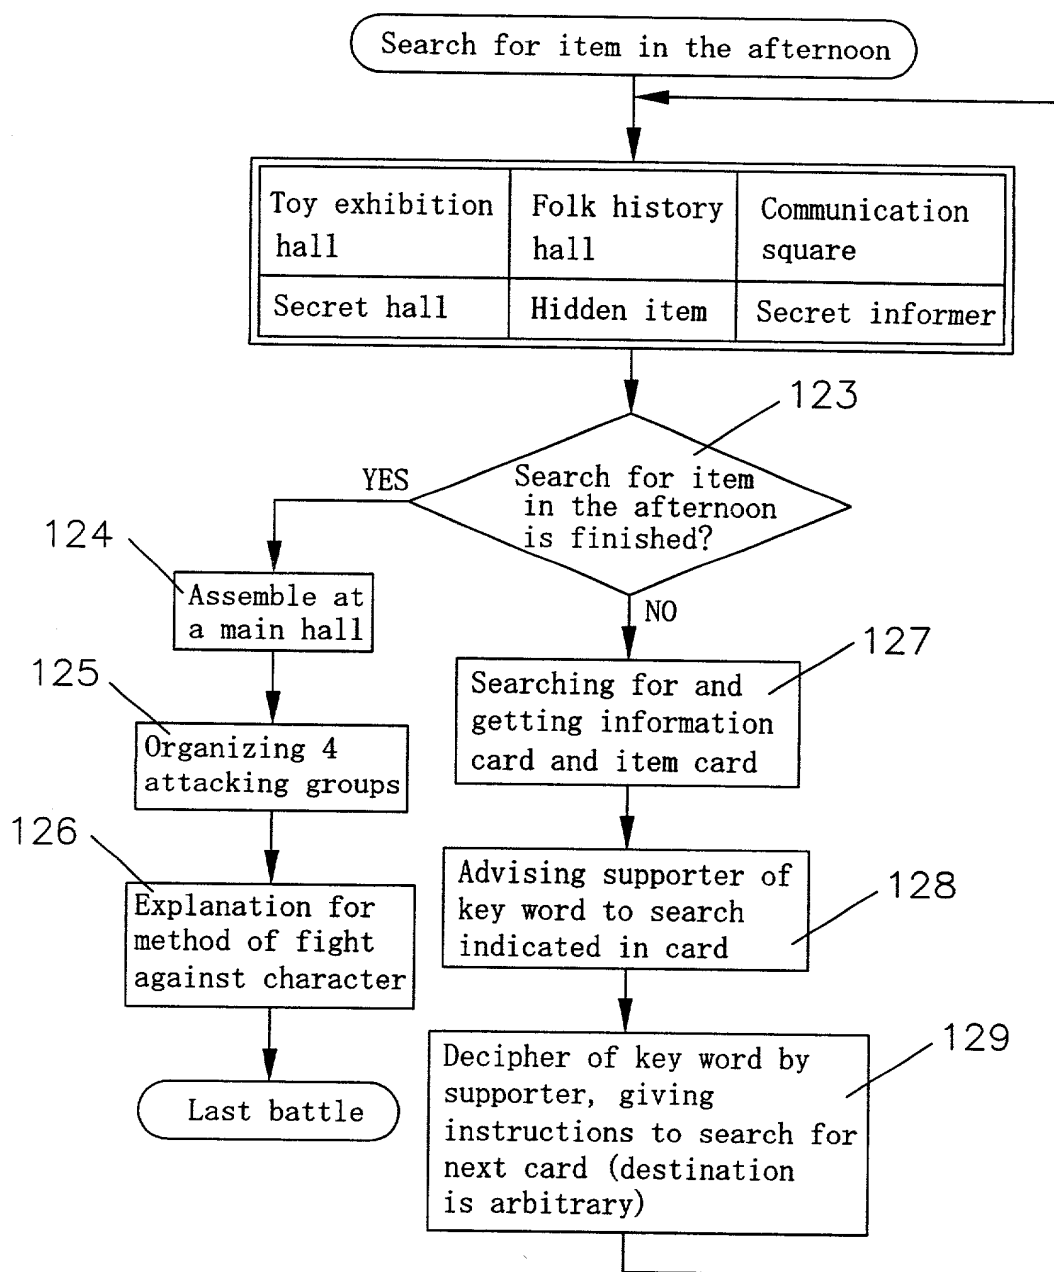 Search for item in the afternoon
Toy exhibition
hall
Folk history
hall
Communication
square
Secret hall
Hidden item
Secret informer
123
Search for item
in the afternoon
is finished?
YES
NO
124
Assemble at
a main hall
125
Organizing 4
attacking groups
126
Explanation for
method of fight
against character
Last battle
127
Searching for and
getting information
card and item card
128
Advising supporter of
key word to search
indicated in card
129
Decipher of key word by
supporter, giving
instructions to search for
next card (destination
is arbitrary)